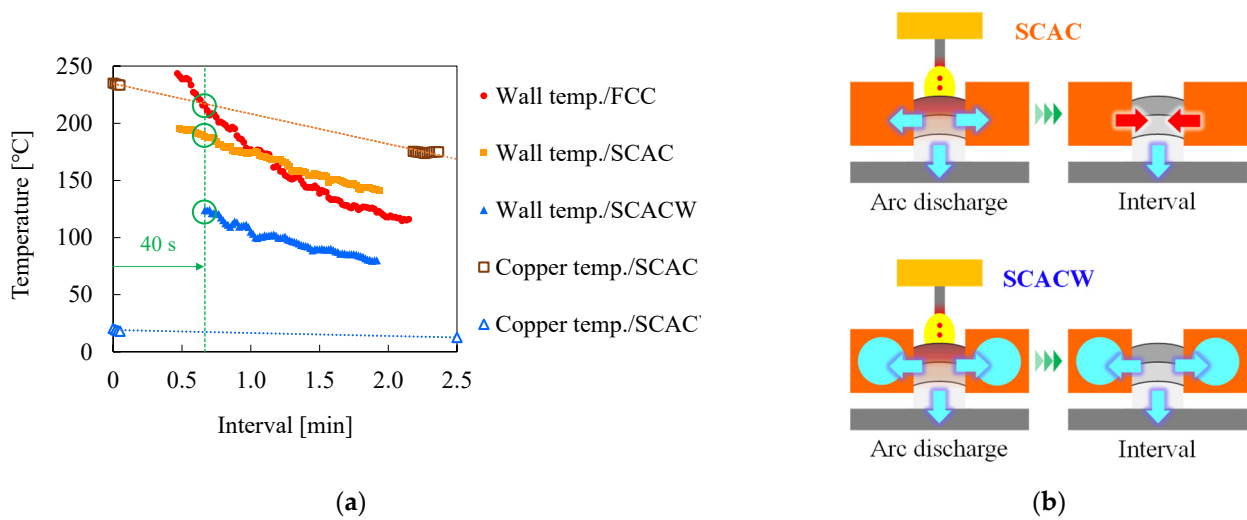 SCAC
250
200
150
100
50
0
Temperature [°C]
40 s
0
0.5
1.0
1.5
2.0
2.5
Interval [min]
Wall temp./FCC
Wall temp./SCAC
Wall temp./SCACW
Copper temp./SCAC
Copper temp./SCAC
Arc discharge
Interval
SCACW
Arc discharge
Interval
(a)
(b)